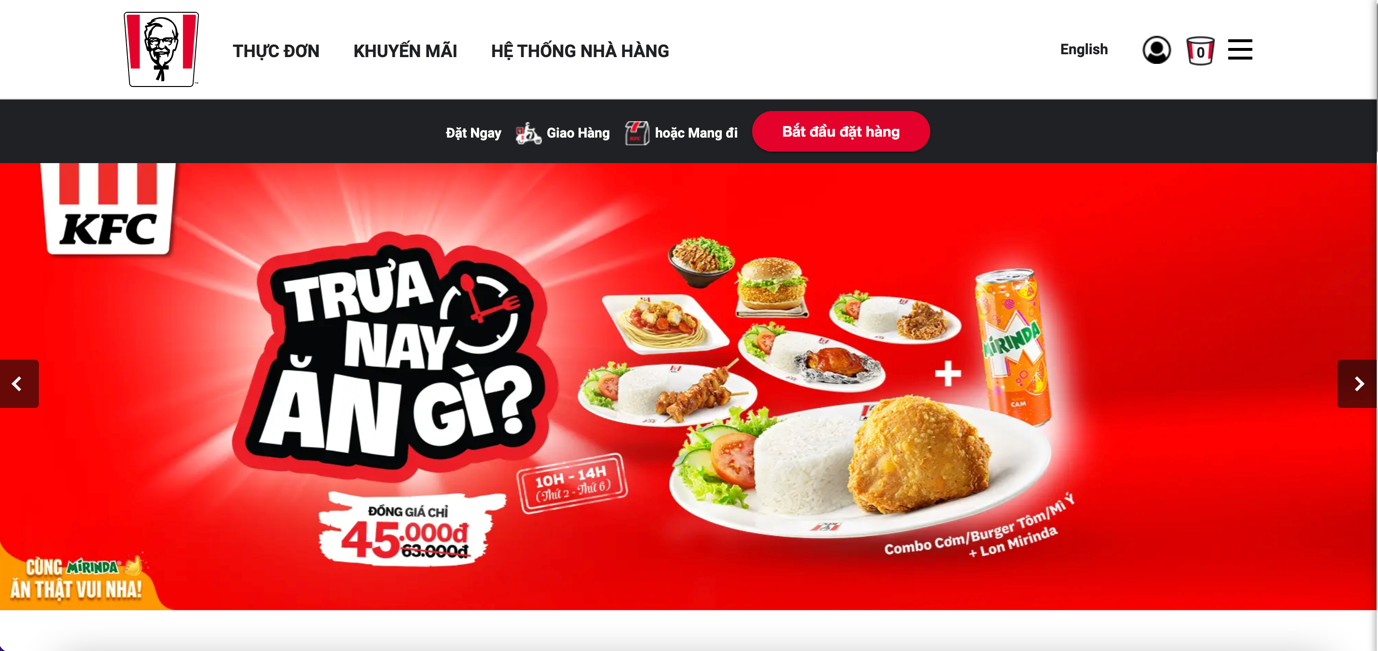 THỰC ĐƠN KHUYẾN MÃI HỆ THỐNG NHÀ HÀNG English 0
Đặt Ngay Giao Hàng hoặc Mang đi Bắt đầu đặt hàng
KFC
TRƯA
NAY
ĂN GÌ?
MIRINDA
CAM
10H - 14H
(Thứ 2 - Thứ 6)
ĐỒNG GIÁ CHỈ
45.000đ
63.000đ
Combo Cơm/Burger Tôm/Mì Ý
+ Lon Mirinda
CÙNG MIRINDA
ĂN THẬT VUI NHA!